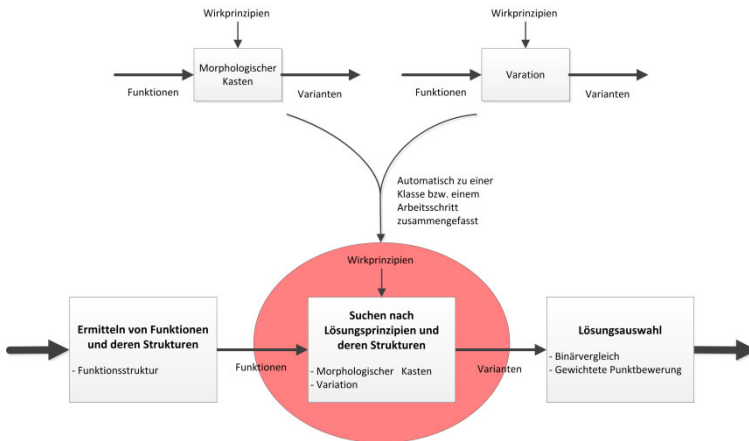 Wirkprinzipien
Wirkprinzipien
Morphologischer
Kasten
Funktionen
Varianten
Varation
Funktionen
Varianten
Automatisch zu einer
Klasse bzw. einem
Arbeitsschritt
zusammengefasst
Wirkprinzipien
Ermitteln von Funktionen
und deren Strukturen
- Funktionsstruktur
Funktionen
Suchen nach
Lösungsprinzipien und
deren Strukturen
- Morphologischer Kasten
- Variation
Varianten
Lösungsauswahl
- Binärvergleich
- Gewichtete Punktbewerung